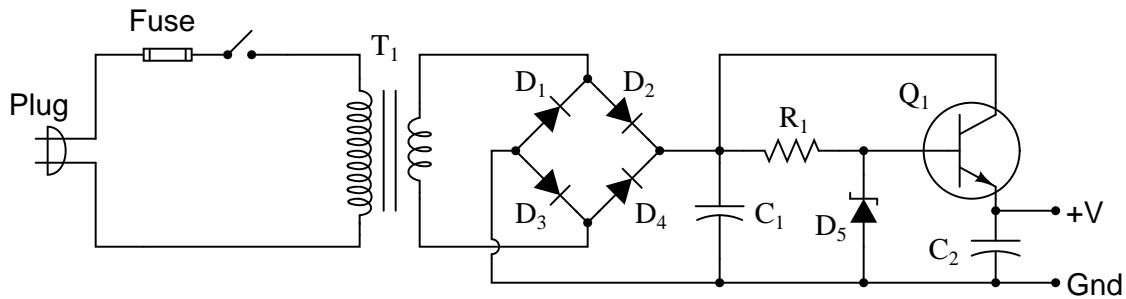 Fuse
T1
Plug
D1
D2
D3
D4
R1
C1
D5
Q1
C2
+V
Gnd